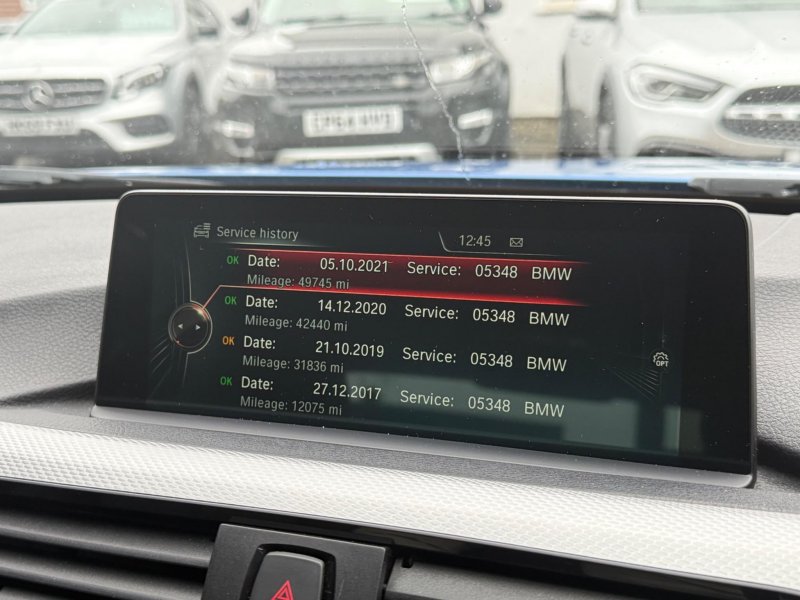 Service history
12:45
OK Date: 05.10.2021 Service: 05348 BMW
Mileage: 49745 mi
OK Date: 14.12.2020 Service: 05348 BMW
Mileage: 42440 mi
OK Date: 21.10.2019 Service: 05348 BMW
Mileage: 31836 mi
OK Date: 27.12.2017 Service: 05348 BMW
Mileage: 12075 mi
OPT